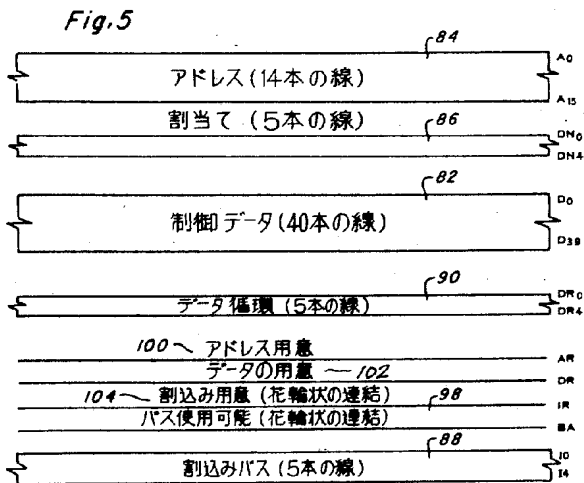 Fig.5
84
A0
アドレス(14本の線)
A13
割当て (5本の線)
86
DN0
DN4
82
D0
制御データ(40本の線)
D39
90
DR0
データ循環 (5本の線)
DR4
100 アドレス用意
AR
データの用意 102
DR
104 割込み用意 (花輪状の連結) 98
IR
バス使用可能 (花輪状の連結)
BA
88
I0
割込みバス (5本の線)
I4